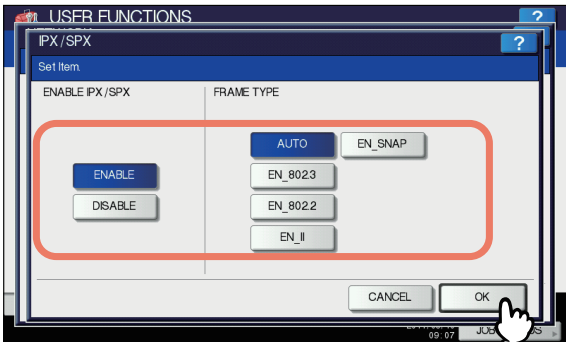 USER FUNCTIONS
?
IPX / SPX
?
Set Item.
ENABLE IPX / SPX
FRAME TYPE
AUTO
EN_SNAP
ENABLE
EN_802.3
DISABLE
EN_802.2
EN_II
CANCEL
OK
09:07